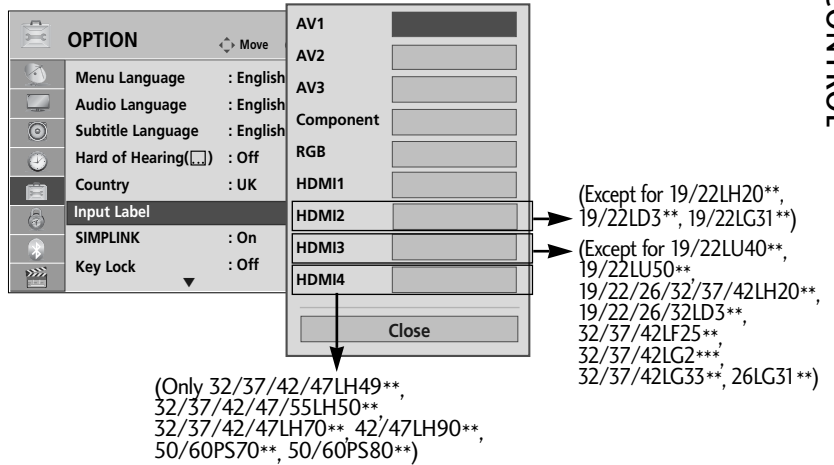 CONTROL
OPTION
Move
Menu Language : English
Audio Language : English
Subtitle Language : English
Hard of Hearing( ) : Off
Country : UK
Input Label
SIMPLINK : On
Key Lock : Off
AV1
AV2
AV3
Component
RGB
HDMI1
HDMI2
HDMI3
HDMI4
Close
(Except for 19/22LH20**,
19/22LD3**, 19/22LG31**)
(Except for 19/22LU40**,
19/22LU50**,
19/22/26/32/37/42LH20**,
19/22/26/32LD3**,
32/37/42LF25**,
32/37/42LG2***,
32/37/42LG33**, 26LG31**)
(Only 32/37/42/47LH49**,
32/37/42/47/55LH50**,
32/37/42/47LH70**, 42/47LH90**,
50/60PS70**, 50/60PS80**)